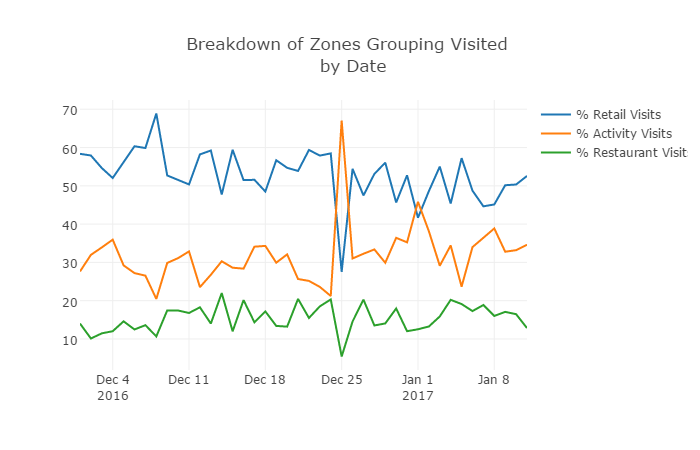 Breakdown of Zones Grouping Visited
by Date
70
60
50
40
30
20
10
Dec 4
2016
Dec 11
Dec 18
Dec 25
Jan 1
2017
Jan 8
% Retail Visits
% Activity Visits
% Restaurant Visits